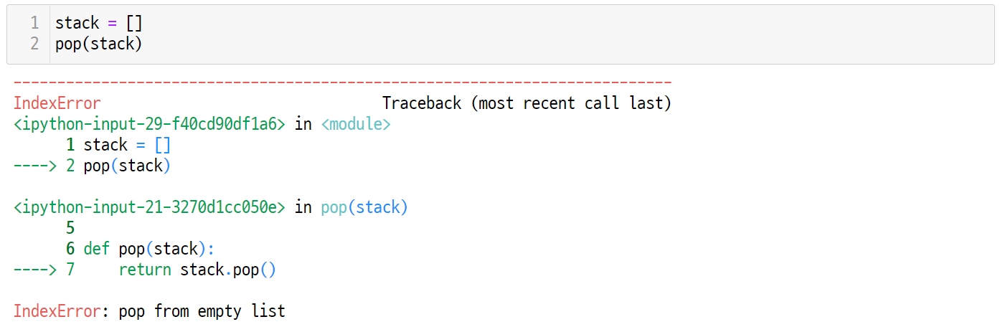 1 stack = []
2 pop(stack)
---------------------------------------------------------------------------
IndexError                                Traceback (most recent call last)
<ipython-input-29-f40cd90df1a6> in <module>
      1 stack = []
----> 2 pop(stack)
<ipython-input-21-3270d1cc050e> in pop(stack)
      5
      6 def pop(stack):
----> 7     return stack.pop()
IndexError: pop from empty list